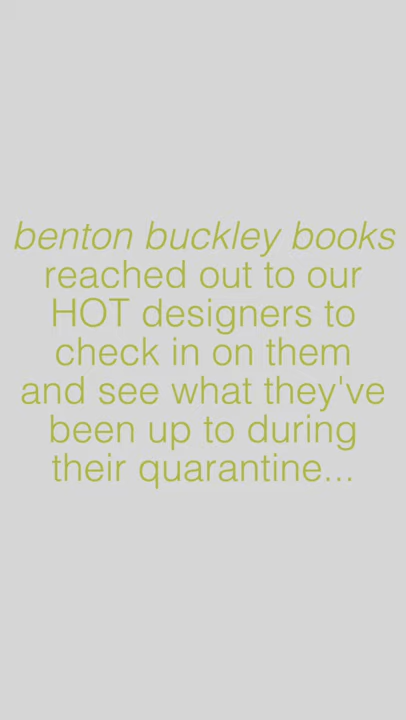 benton buckley books
reached out to our
HOT designers to
check in on them
and see what they've
been up to during
their quarantine...